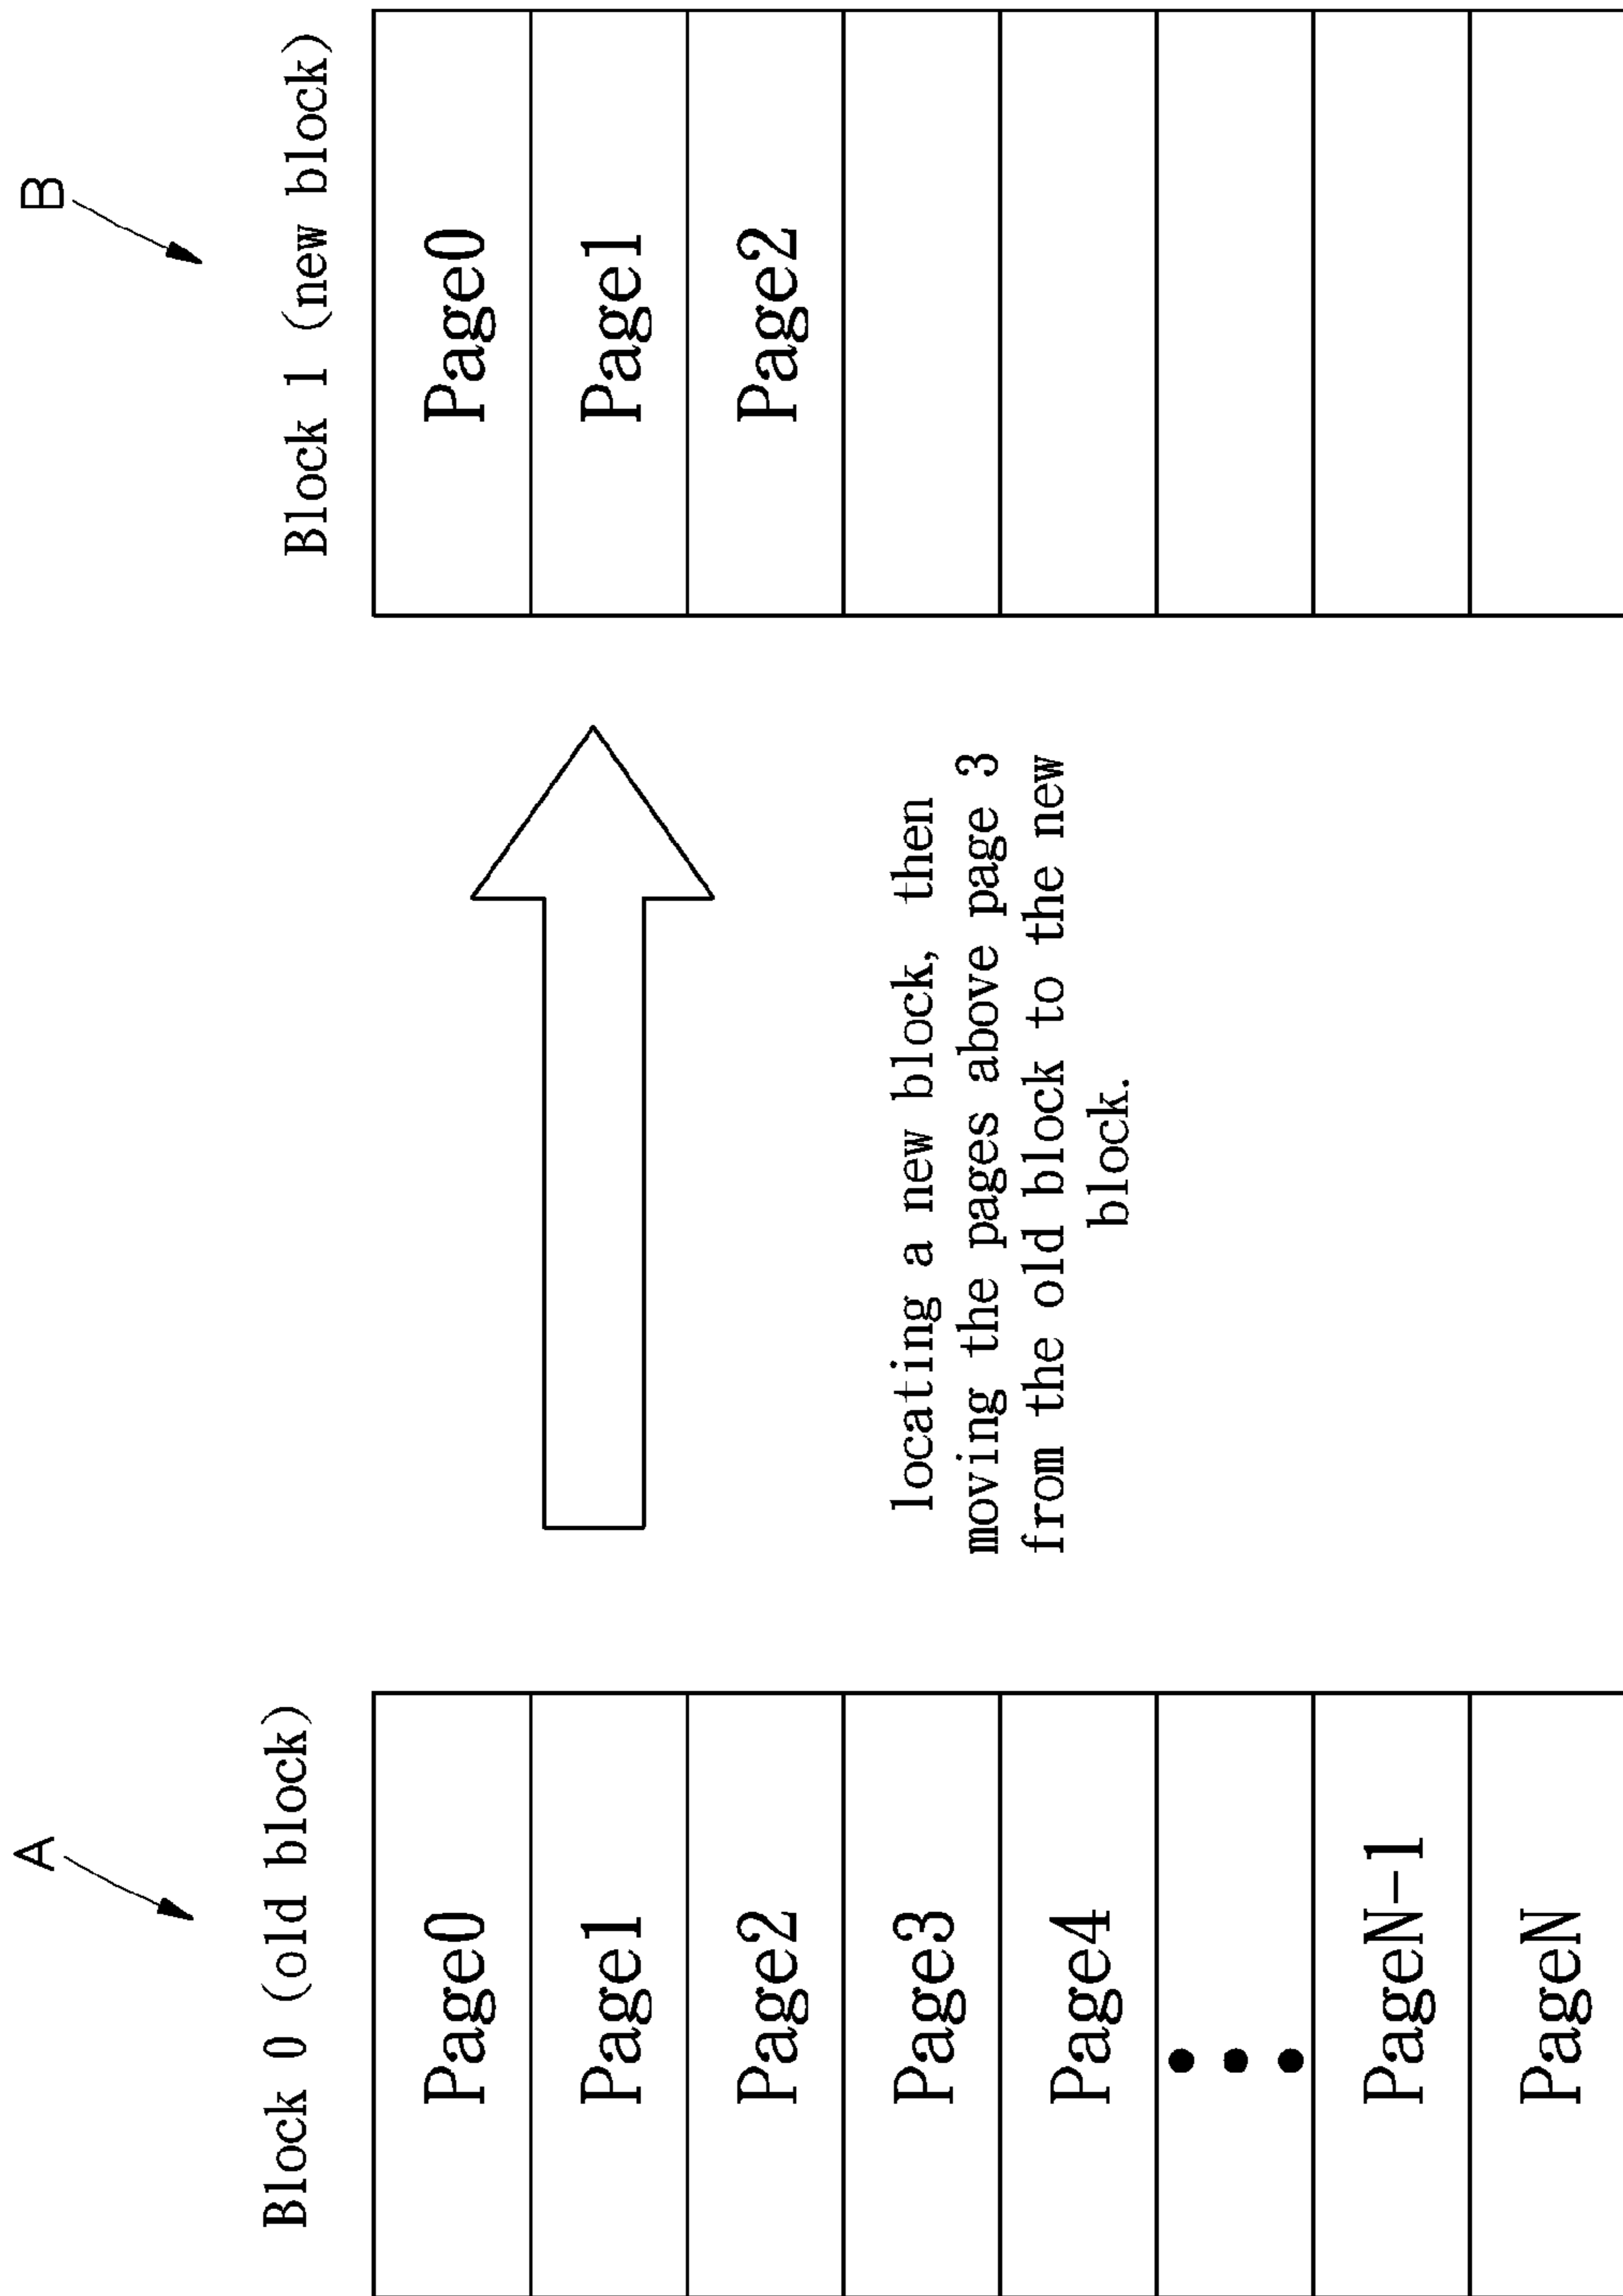 A
Block 0 (old block)
Page0
Page1
Page2
Page3
Page4
PageN-1
PageN
locating a new block, then
moving the pages above page 3
from the old block to the new
block.
B
Block 1 (new block)
Page0
Page1
Page2